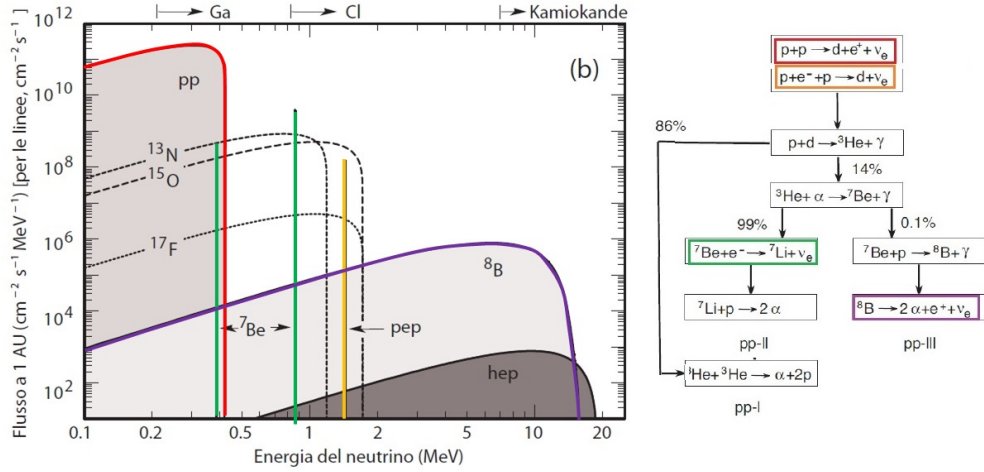 Ga
Cl
Kamiokande
Flusso a 1 AU (cm⁻² s⁻¹ MeV⁻¹) [per le linee, cm⁻² s⁻¹]
10¹²
10¹⁰
10⁸
10⁶
10⁴
10²
(b)
pp
¹³N
¹⁵O
¹⁷F
⁸B
⁷Be
pep
hep
0.1
0.2
0.5
1
2
5
10
20
Energia del neutrino (MeV)
p+p → d+e⁺+νₑ
p+e⁻+p → d+νₑ
86%
p+d → ³He+ γ
14%
³He+ α → ⁷Be+ γ
99%
0.1%
⁷Be+e⁻ → ⁷Li+νₑ
⁷Be+p → ⁸B+γ
⁷Li+p → 2 α
⁸B → 2 α+e⁺+νₑ
pp-II
pp-III
³He+ ³He → α+2p
pp-I